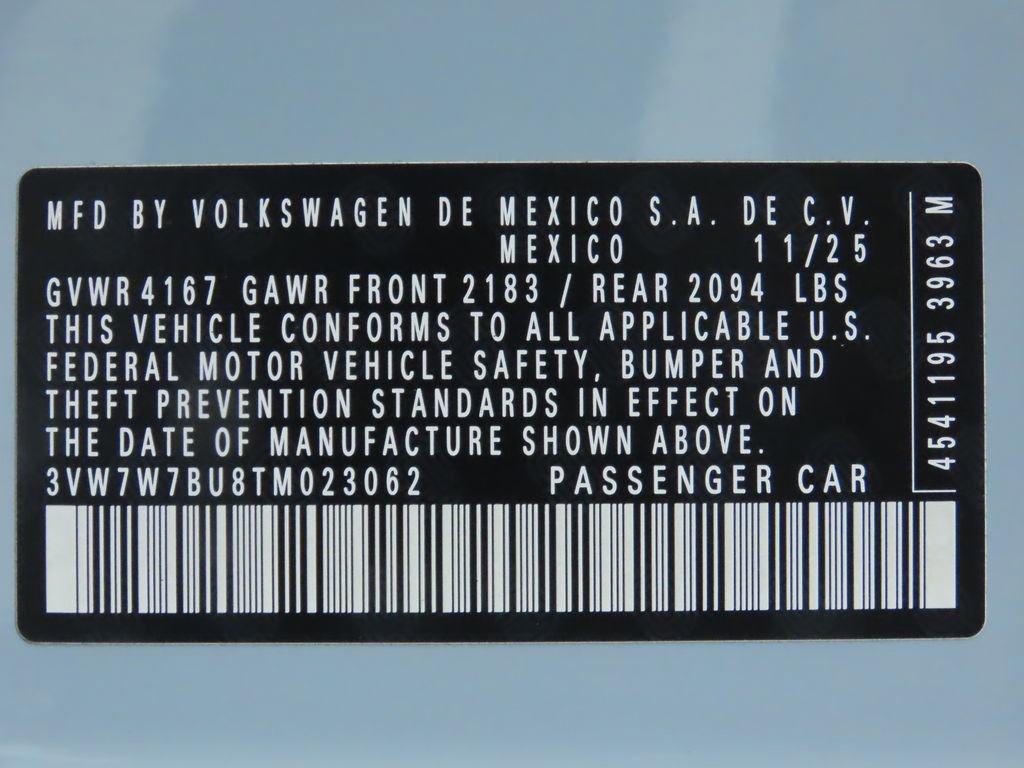 MFD BY VOLKSWAGEN DE MEXICO S.A. DE C.V.
MEXICO 11/25
GVWR 4167 GAWR FRONT 2183 / REAR 2094 LBS
THIS VEHICLE CONFORMS TO ALL APPLICABLE U.S.
FEDERAL MOTOR VEHICLE SAFETY, BUMPER AND
THEFT PREVENTION STANDARDS IN EFFECT ON
THE DATE OF MANUFACTURE SHOWN ABOVE.
3VW7W7BU8TM023062 PASSENGER CAR
4541195 3963 M